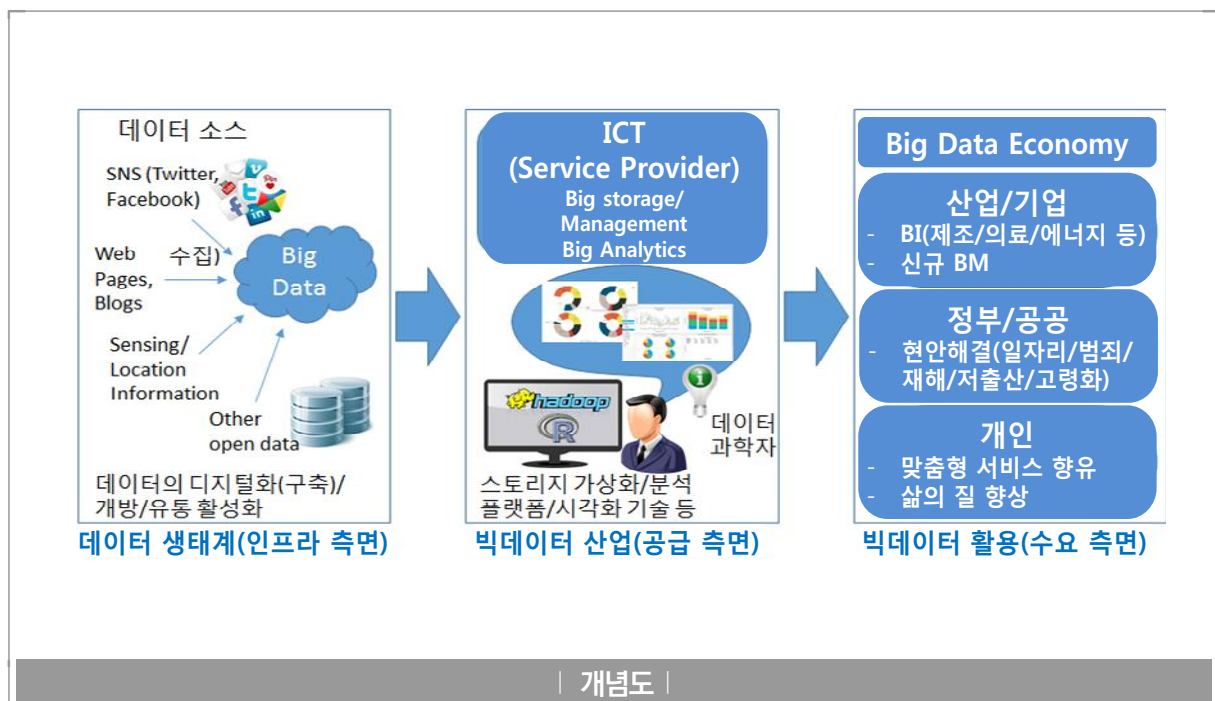 데이터 소스
SNS (Twitter,
Facebook)
Web 수집)
Pages,
Blogs
Big
Data
Sensing/
Location
Information
Other
open data
데이터의 디지털화(구축)/
개방/유통 활성화
데이터 생태계(인프라 측면)
ICT
(Service Provider)
Big storage/
Management
Big Analytics
hadoop
R
데이터
과학자
스토리지 가상화/분석
플랫폼/시각화 기술 등
빅데이터 산업(공급 측면)
Big Data Economy
산업/기업
- BI(제조/의료/에너지 등)
- 신규 BM
정부/공공
- 현안해결(일자리/범죄/
재해/저출산/고령화)
개인
- 맞춤형 서비스 향유
- 삶의 질 향상
빅데이터 활용(수요 측면)
| 개념도 |